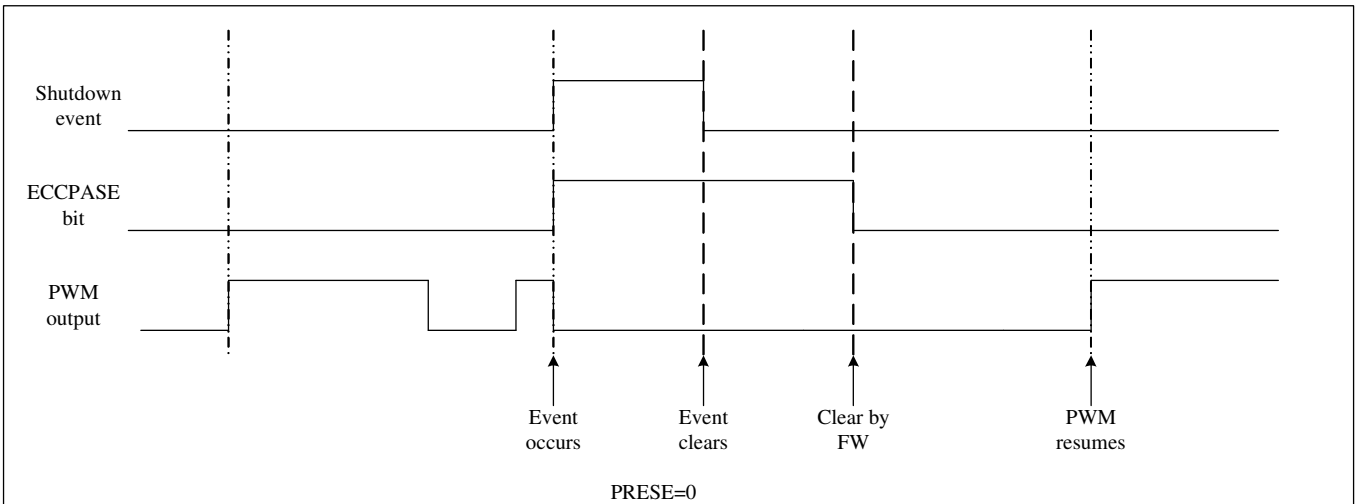 Shutdown
event
ECCPASE
bit
PWM
output
Event
occurs
Event
clears
Clear by
FW
PWM
resumes
PRESE=0